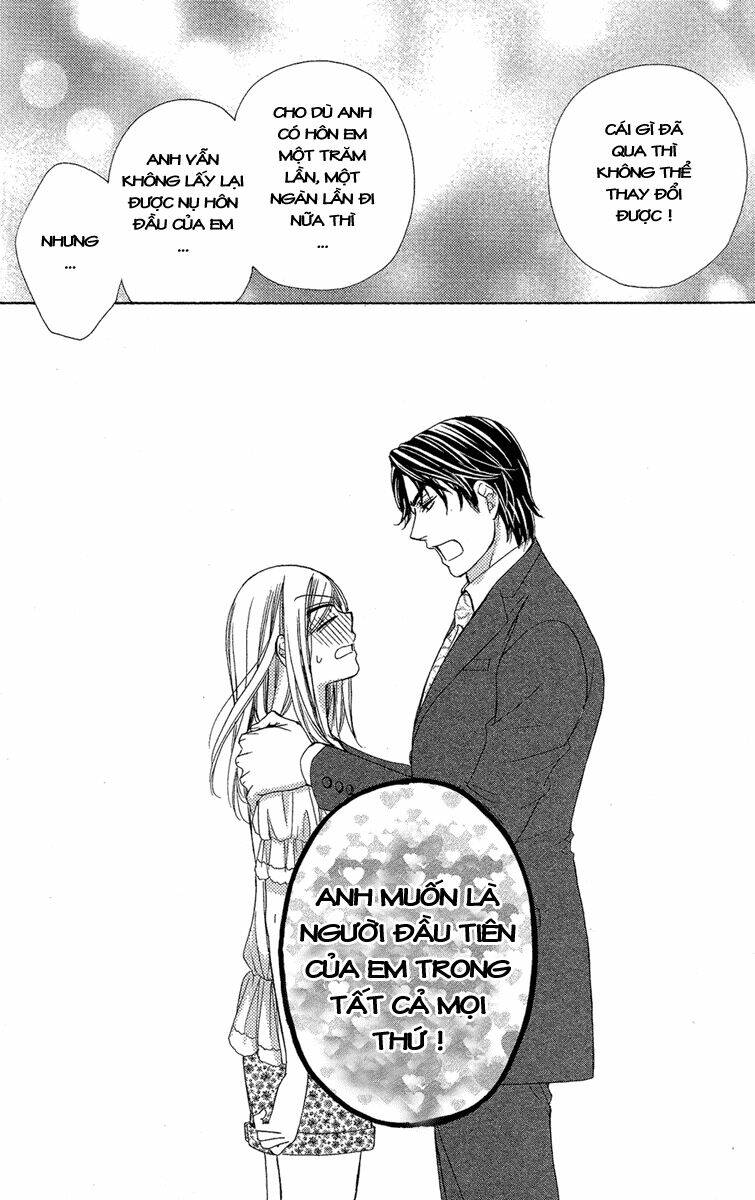 CÁI GÌ ĐÃ
QUA THÌ
KHÔNG THỂ
THAY ĐỔI
ĐƯỢC !
CHO DÙ ANH
CÓ HÔN EM
MỘT TRĂM
LẦN, MỘT
NGÀN LẦN ĐI
NỮA THÌ
...
ANH VẪN
KHÔNG LẤY LẠI
ĐƯỢC NỤ HÔN
ĐẦU CỦA EM
...
NHƯNG
...
ANH MUỐN LÀ
NGƯỜI ĐẦU TIÊN
CỦA EM TRONG
TẤT CẢ MỌI
THỨ !